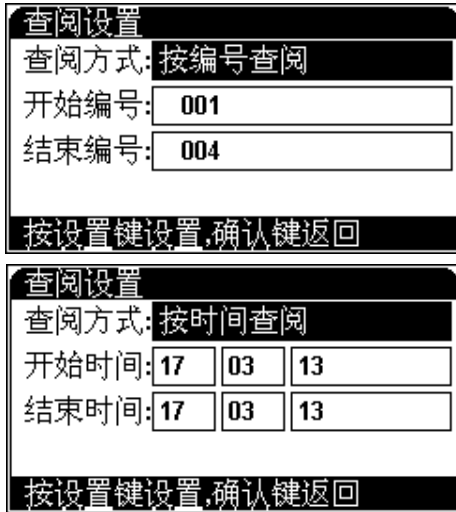 查阅设置
查阅方式:按编号查阅
开始编号: 001
结束编号: 004
按设置键设置,确认键返回
查阅设置
查阅方式:按时间查阅
开始时间: 17 03 13
结束时间: 17 03 13
按设置键设置,确认键返回